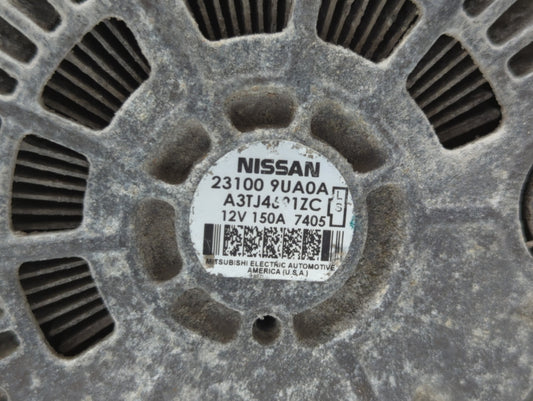 NISSAN
23100 9UA0A
L
S
12V 150A 7405
MITSUBISHI ELECTRIC AUTOMOTIVE
AMERICA (U.S.A.)